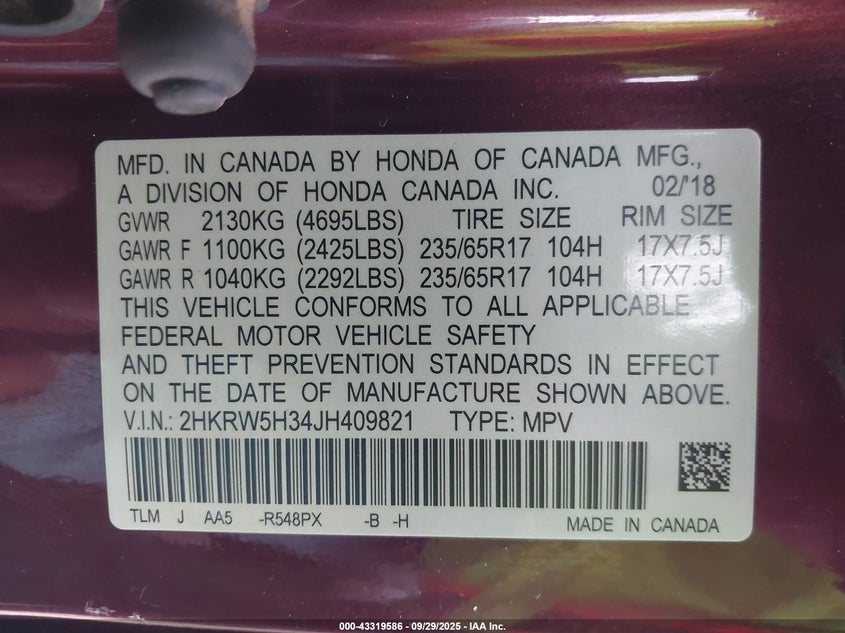 MFD. IN CANADA BY HONDA OF CANADA MFG.,
A DIVISION OF HONDA CANADA INC. 02/'18
GVWR 2130KG (4695LBS) TIRE SIZE RIM SIZE
GAWR F 1100KG (2425LBS) 235/65R17 104H 17X7.5J
GAWR R 1040KG (2292LBS) 235/65R17 104H 17X7.5J
THIS VEHICLE CONFORMS TO ALL APPLICABLE
FEDERAL MOTOR VEHICLE SAFETY
AND THEFT PREVENTION STANDARDS IN EFFECT
ON THE DATE OF MANUFACTURE SHOWN ABOVE.
V.I.N.: 2HKRW5H34JH409821 TYPE: MPV
TLM J AA5 -R548PX -B -H MADE IN CANADA
000-43319586 - 09/29/2025 - IAA Inc.